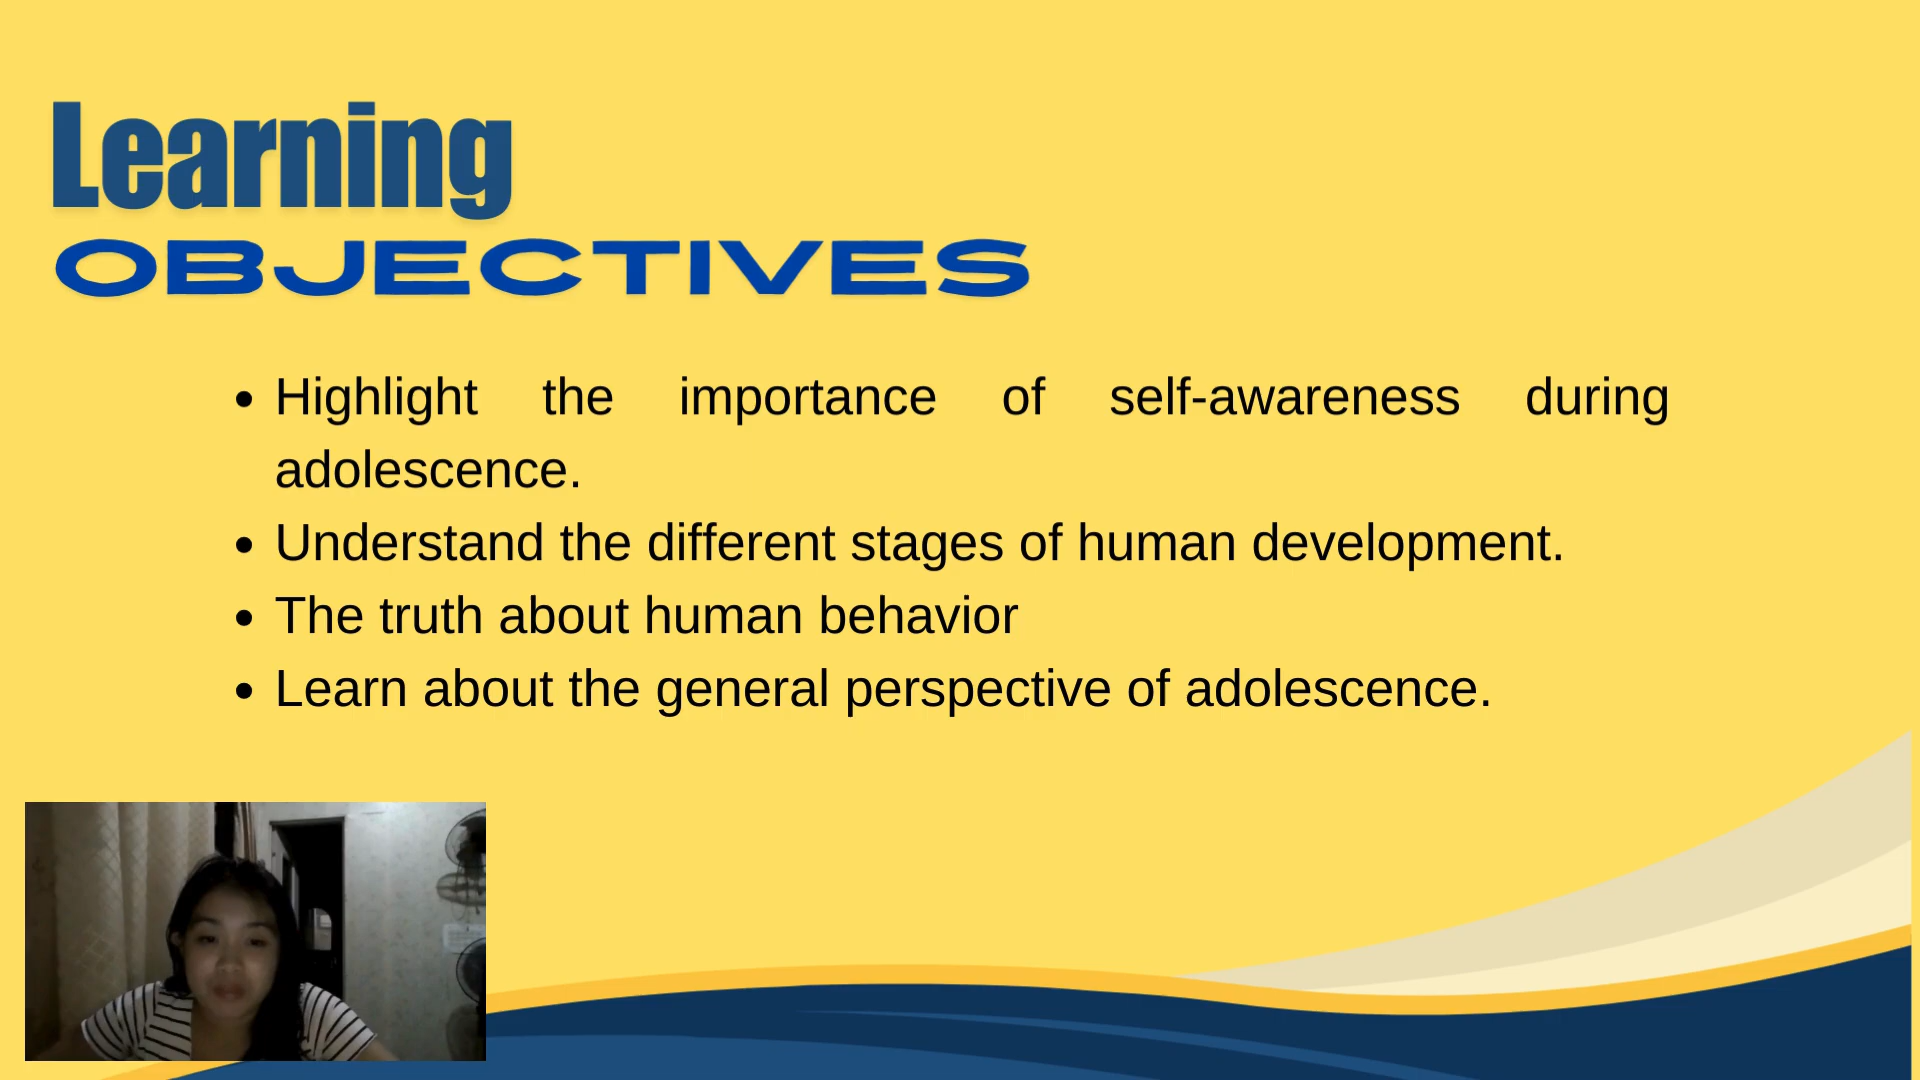 Learning
OBJECTIVES
• Highlight the importance of self-awareness during
adolescence.
• Understand the different stages of human development.
• The truth about human behavior
• Learn about the general perspective of adolescence.